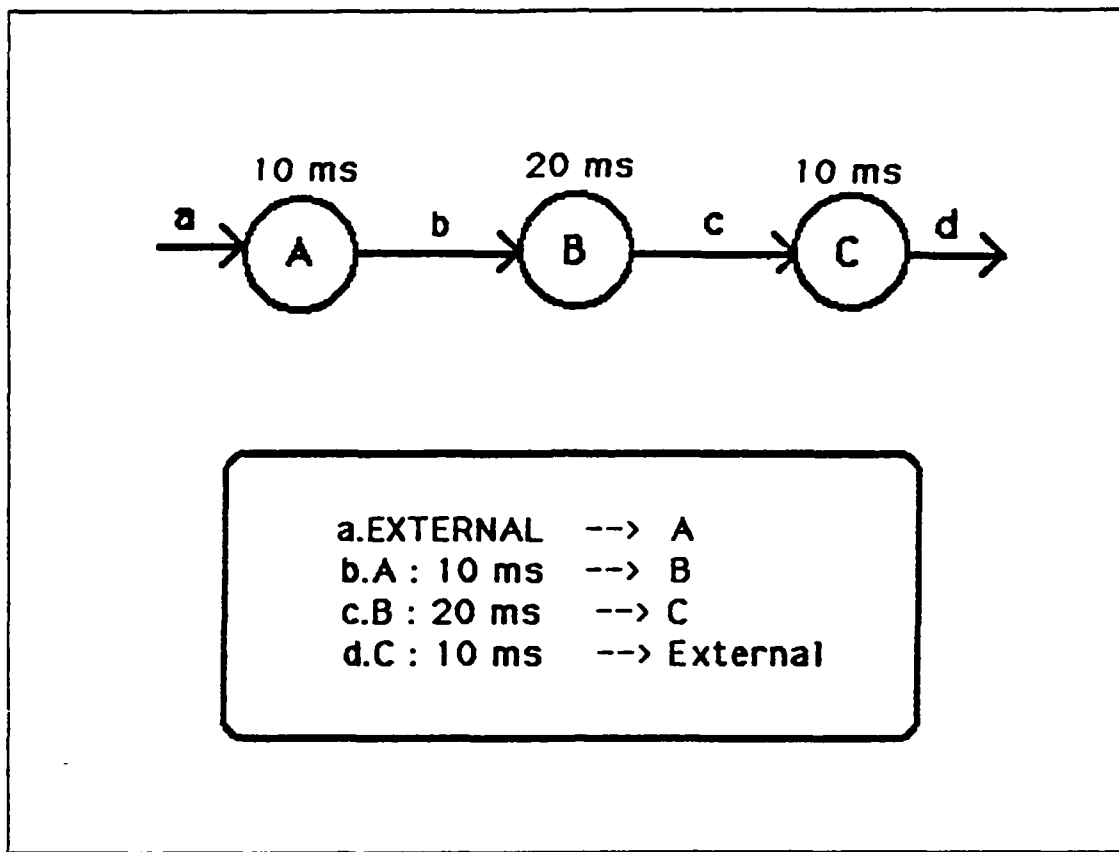 10 ms 20 ms 10 ms
a b c d
A B C
a.EXTERNAL --> A
b.A : 10 ms --> B
c.B : 20 ms --> C
d.C : 10 ms --> External